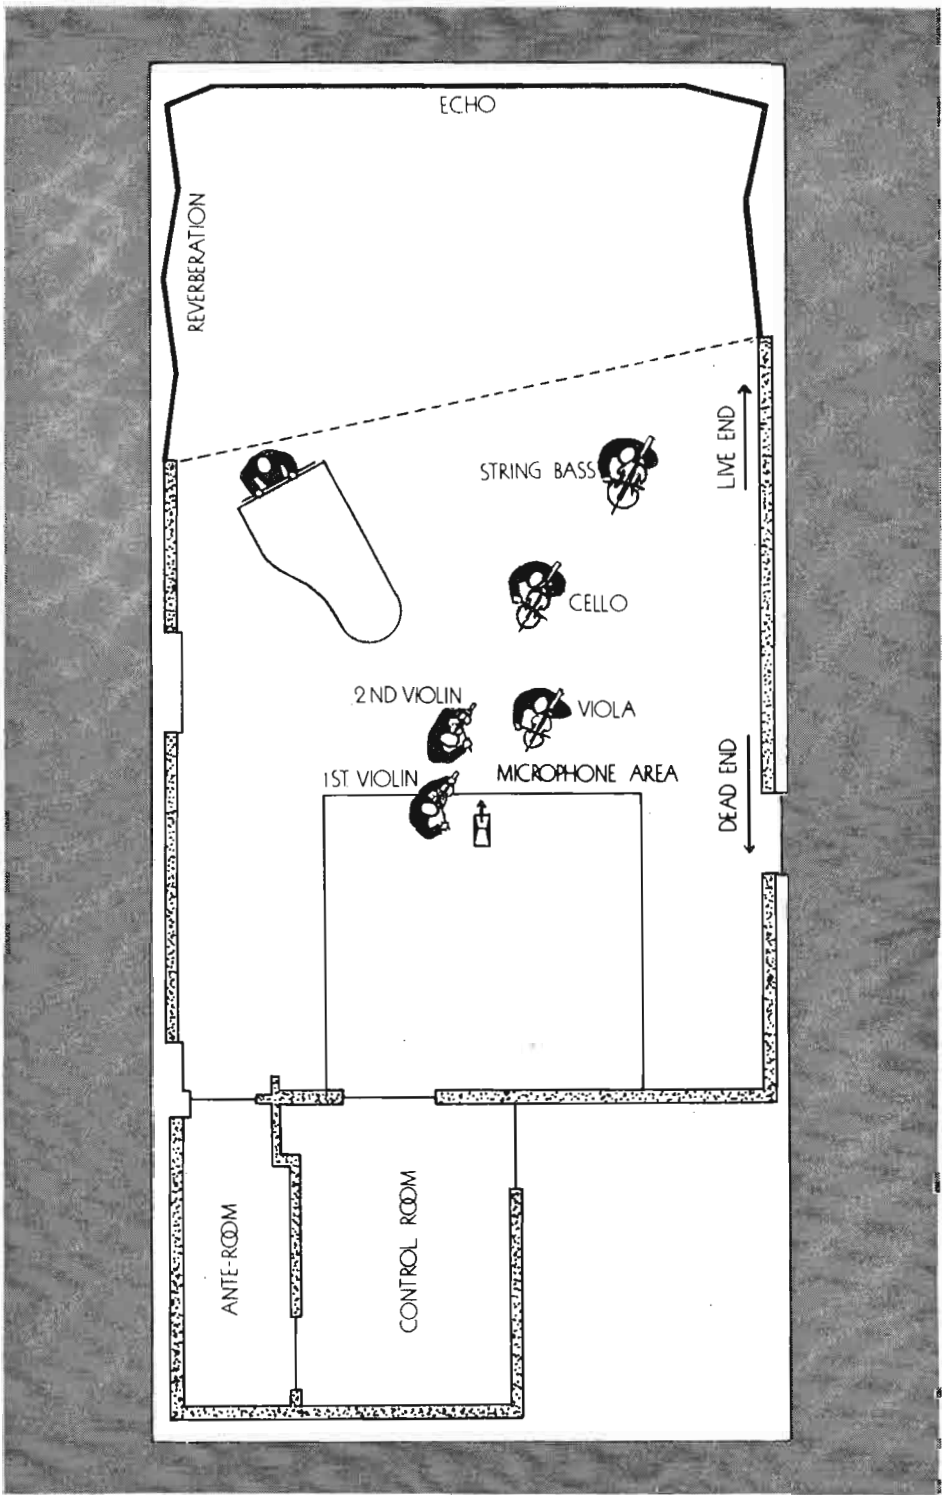 ECHO
REVERBERATION
LIVE END
STRING BASS
CELLO
2ND VIOLIN
VIOLA
1ST VIOLIN
MICROPHONE AREA
DEAD END
ANTE-ROOM
CONTROL ROOM